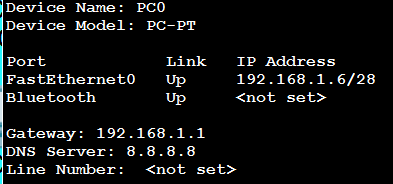 Device Name: PC0
Device Model: PC-PT
Port Link IP Address
FastEthernet0 Up 192.168.1.6/28
Bluetooth Up <not set>
Gateway: 192.168.1.1
DNS Server: 8.8.8.8
Line Number: <not set>